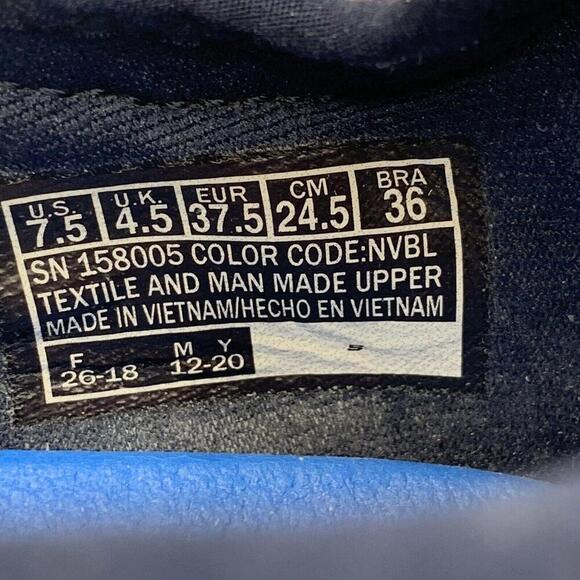 U.S. U.K. EUR CM BRA
7.5 4.5 37.5 24.5 36
SN 158005 COLOR CODE:NVBL
TEXTILE AND MAN MADE UPPER
MADE IN VIETNAM/HECHO EN VIETNAM
F M Y
26-18 12-20
5